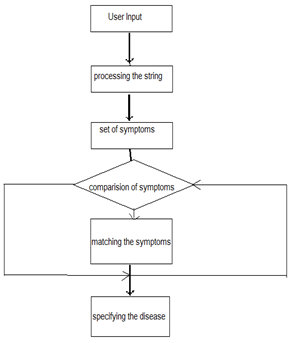 User Input
processing the string
set of symptoms
comparision of symptoms
matching the symptoms
specifying the disease